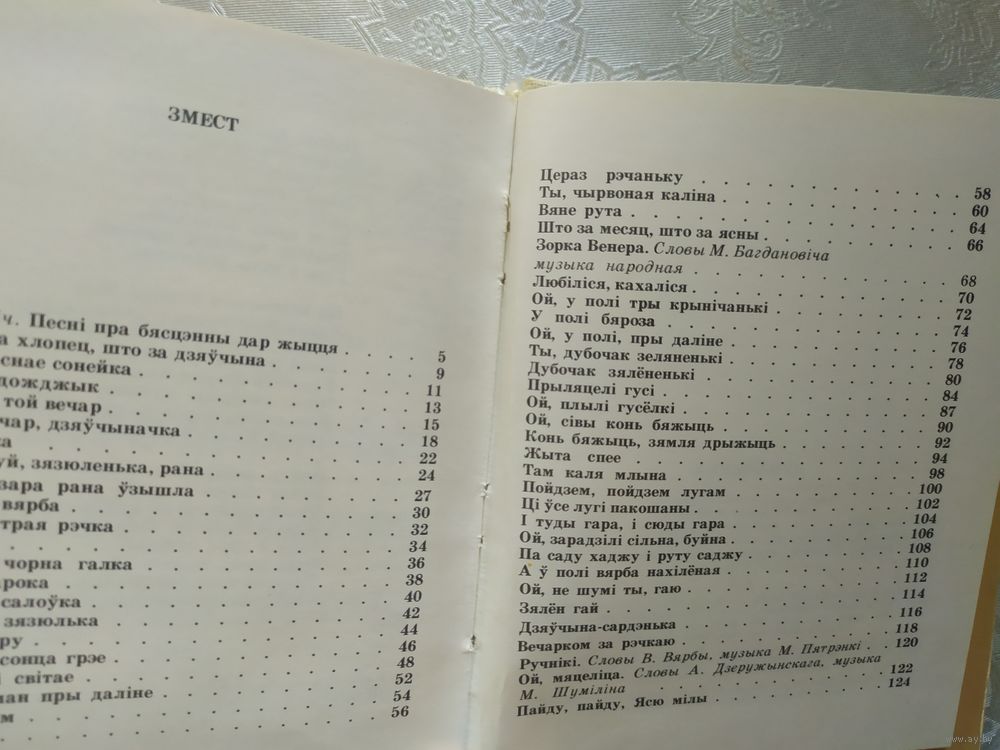 ЗМЕСТ
ч. Песні пра бясцэнны дар жыцця . . . . 5
а хлопец, што за дзяўчына . . . . . . 9
снае сонейка . . . . . . . . . . 11
дожджык . . . . . . . . . . . 13
той вечар . . . . . . . . . . . 15
чар, дзяўчыначка . . . . . . . . . 18
а . . . . . . . . . . . . . . 22
уй, зязюленька, рана . . . . . . . . 24
зара рана ўзышла . . . . . . . . . 27
вярба . . . . . . . . . . . . . 30
трая рэчка . . . . . . . . . . . 32
. . . . . . . . . . . . . . . 34
чорна галка . . . . . . . . . . . 36
рока . . . . . . . . . . . . . 38
салоўка . . . . . . . . . . . . 40
зязюлька . . . . . . . . . . . . 42
ру . . . . . . . . . . . . . . 44
сонца грэе . . . . . . . . . . . 46
і світае . . . . . . . . . . . . 48
ман пры даліне . . . . . . . . . . 52
м . . . . . . . . . . . . . . 54
. . . . . . . . . . . . . . . 56
Цераз рэчаньку . . . . . . . . . . 58
Ты, чырвоная каліна . . . . . . . . 60
Вяне рута . . . . . . . . . . . . 64
Што за месяц, што за ясны . . . . . . 66
Зорка Венера. Словы М. Багдановіча
музыка народная . . . . . . . . . . 68
Любіліся, кахаліся . . . . . . . . . 70
Ой, у полі тры крынічанькі . . . . . . 72
У полі бяроза . . . . . . . . . . 74
Ой, у полі, пры даліне . . . . . . . 76
Ты, дубочак зеляненькі . . . . . . . 78
Дубочак зялёненькі . . . . . . . . . 80
Прыляцелі гусі . . . . . . . . . . 84
Ой, плылі гусёлкі . . . . . . . . . 87
Ой, сівы конь бяжыць . . . . . . . . 90
Конь бяжыць, зямля дрыжыць . . . . . 92
Жыта спее . . . . . . . . . . . . 94
Там каля млына . . . . . . . . . . 98
Пойдзем, пойдзем лугам . . . . . . . 100
Ці ўсе лугі пакошаны . . . . . . . . 102
І туды гара, і сюды гара . . . . . . . 104
Ой, зарадзілі сільна, буйна . . . . . . 106
Па саду хаджу і руту саджу . . . . . . 108
А ў полі вярба нахілёная . . . . . . . 110
Ой, не шумі ты, гаю . . . . . . . . 112
Зялён гай . . . . . . . . . . . . 114
Дзяўчына-сардэнька . . . . . . . . . 116
Вечарком за рэчкаю . . . . . . . . . 118
Ручнікі. Словы В. Вярбы, музыка М. Пятрэнкі . . 120
Ой, мяцеліца. Словы А. Дзеружынскага, музыка
М. Шуміліна . . . . . . . . . . . 122
Пайду, пайду, Ясю мілы . . . . . . . 124
www.ay.by